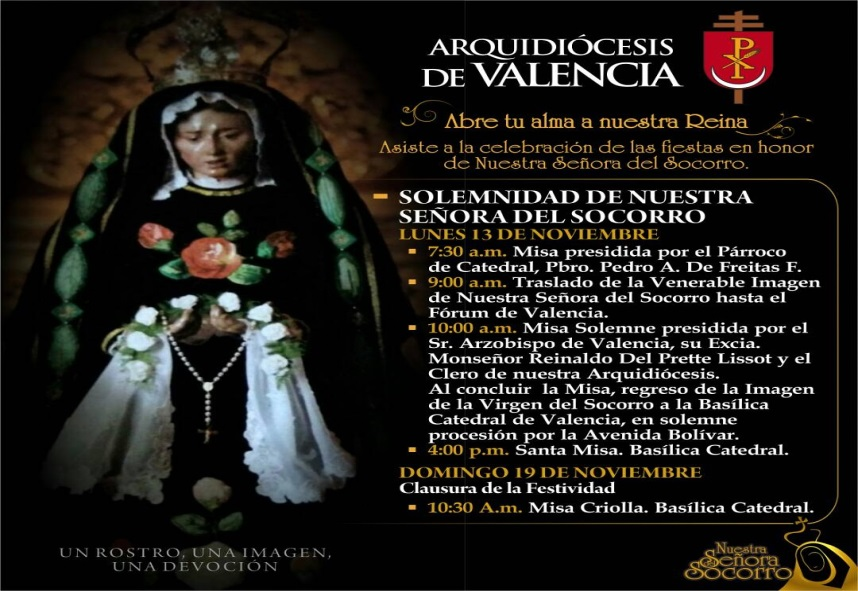 ARQUIDIÓCESIS
DE VALENCIA
Abre tu alma a nuestra Reina
Asiste a la celebración de las fiestas en honor
de Nuestra Señora del Socorro.
SOLEMNIDAD DE NUESTRA
SEÑORA DEL SOCORRO
LUNES 13 DE NOVIEMBRE
7:30 a.m. Misa presidida por el Párroco
de Catedral, Pbro. Pedro A. De Freitas F.
9:00 a.m. Traslado de la Venerable Imagen
de Nuestra Señora del Socorro hasta el
Fórum de Valencia.
10:00 a.m. Misa Solemne presidida por el
Sr. Arzobispo de Valencia, su Excia.
Monseñor Reinaldo Del Prette Lissot y el
Clero de nuestra Arquidiócesis.
Al concluir la Misa, regreso de la Imagen
de la Virgen del Socorro a la Basílica
Catedral de Valencia, en solemne
procesión por la Avenida Bolívar.
4:00 p.m. Santa Misa. Basílica Catedral.
DOMINGO 19 DE NOVIEMBRE
Clausura de la Festividad
10:30 A.m. Misa Criolla. Basílica Catedral.
UN ROSTRO, UNA IMAGEN,
UNA DEVOCIÓN
Nuestra
Señora
Socorro